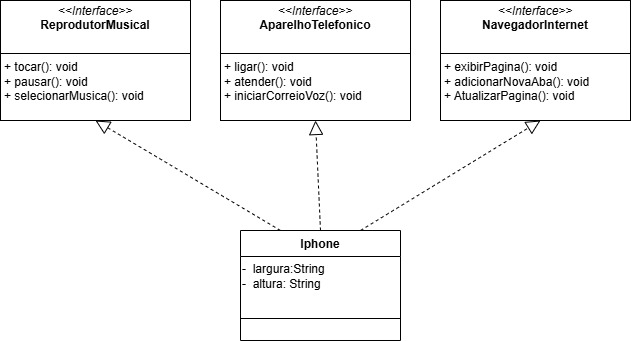 <<Interface>>
ReprodutorMusical
+ tocar(): void
+ pausar(): void
+ selecionarMusica(): void
<<Interface>>
AparelhoTelefonico
+ ligar(): void
+ atender(): void
+ iniciarCorreioVoz(): void
<<Interface>>
NavegadorInternet
+ exibirPagina(): void
+ adicionarNovaAba(): void
+ AtualizarPagina(): void
Iphone
- largura:String
- altura: String